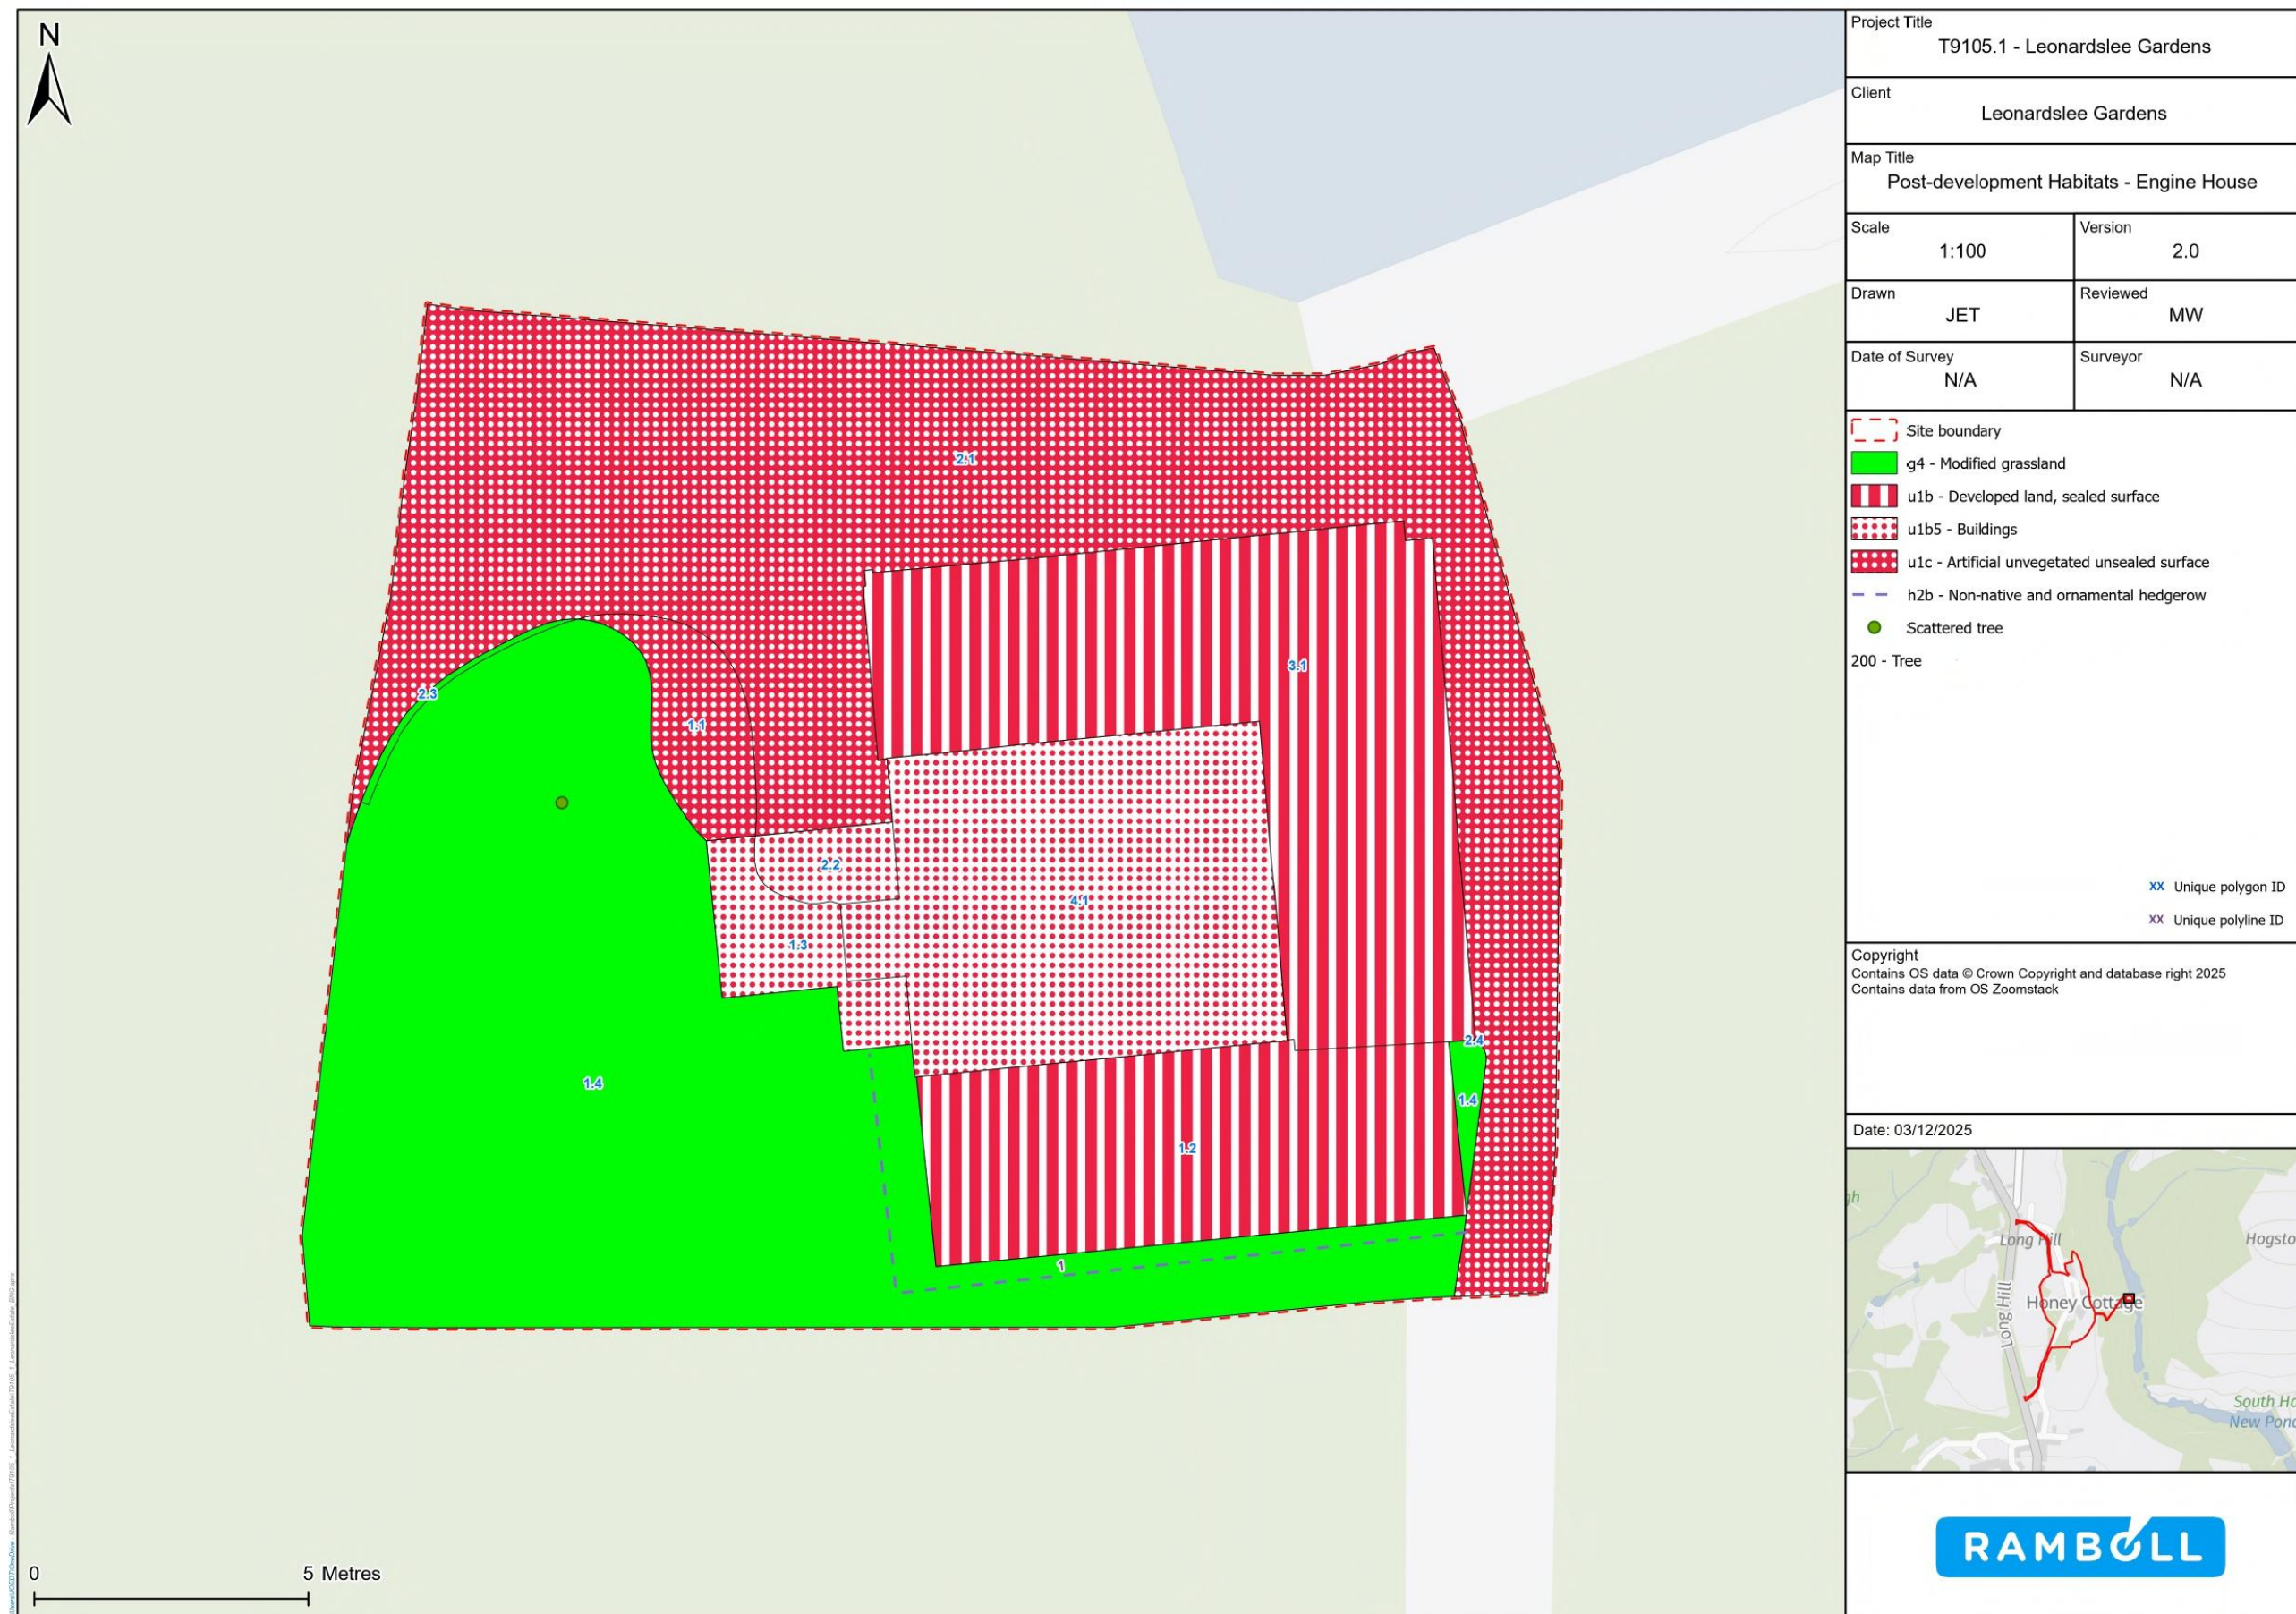 N
2.1
3.1
2.3
1.1
2.2
4.1
1.3
2.4
1.4
1.4
1.2
1
0 5 Metres
Project Title
T9105.1 - Leonardslee Gardens
Client
Leonardslee Gardens
Map Title
Post-development Habitats - Engine House
Scale
1:100
Version
2.0
Drawn
JET
Reviewed
MW
Date of Survey
N/A
Surveyor
N/A
Site boundary
g4 - Modified grassland
u1b - Developed land, sealed surface
u1b5 - Buildings
u1c - Artificial unvegetated unsealed surface
h2b - Non-native and ornamental hedgerow
Scattered tree
200 - Tree
XX Unique polygon ID
XX Unique polyline ID
Copyright
Contains OS data © Crown Copyright and database right 2025
Contains data from OS Zoomstack
Date: 03/12/2025
gh
Long Hill
Hogsto
Long Hill
Honey Cottage
South Ha
New Pond
RAMBOLL